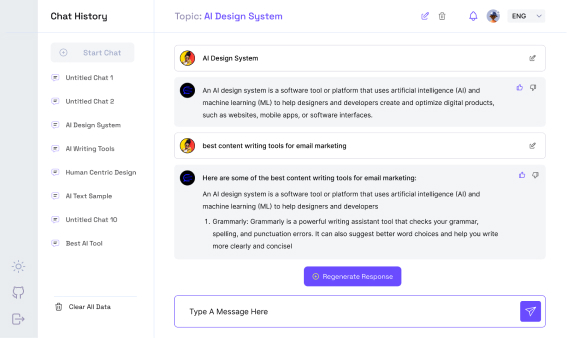 Chat History
Topic: AI Design System
ENG
Start Chat
Untitled Chat 1
Untitled Chat 2
AI Design System
AI Writing Tools
Human Centric Design
AI Text Sample
Untitled Chat 10
Best AI Tool
Clear All Data
AI Design System
An AI design system is a software tool or platform that uses artificial intelligence (AI) and
machine learning (ML) to help designers and developers create and optimize digital products,
such as websites, mobile apps, or software interfaces.
best content writing tools for email marketing
Here are some of the best content writing tools for email marketing:
An AI design system is a software tool or platform that uses artificial intelligence (AI) and
machine learning (ML) to help designers and developers
1. Grammarly: Grammarly is a powerful writing assistant tool that checks your grammar,
spelling, and punctuation errors. It can also suggest better word choices and help you write
more clearly and concisel
Regenerate Response
Type A Message Here